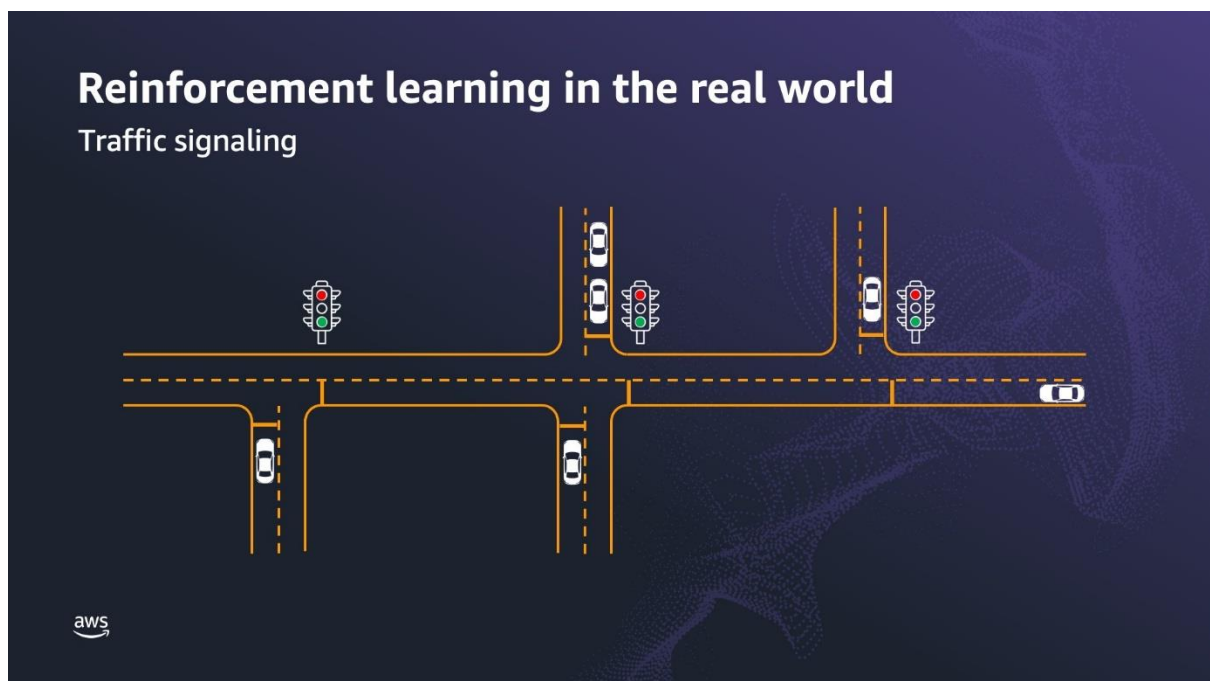 Reinforcement learning in the real world
Traffic signaling
aws